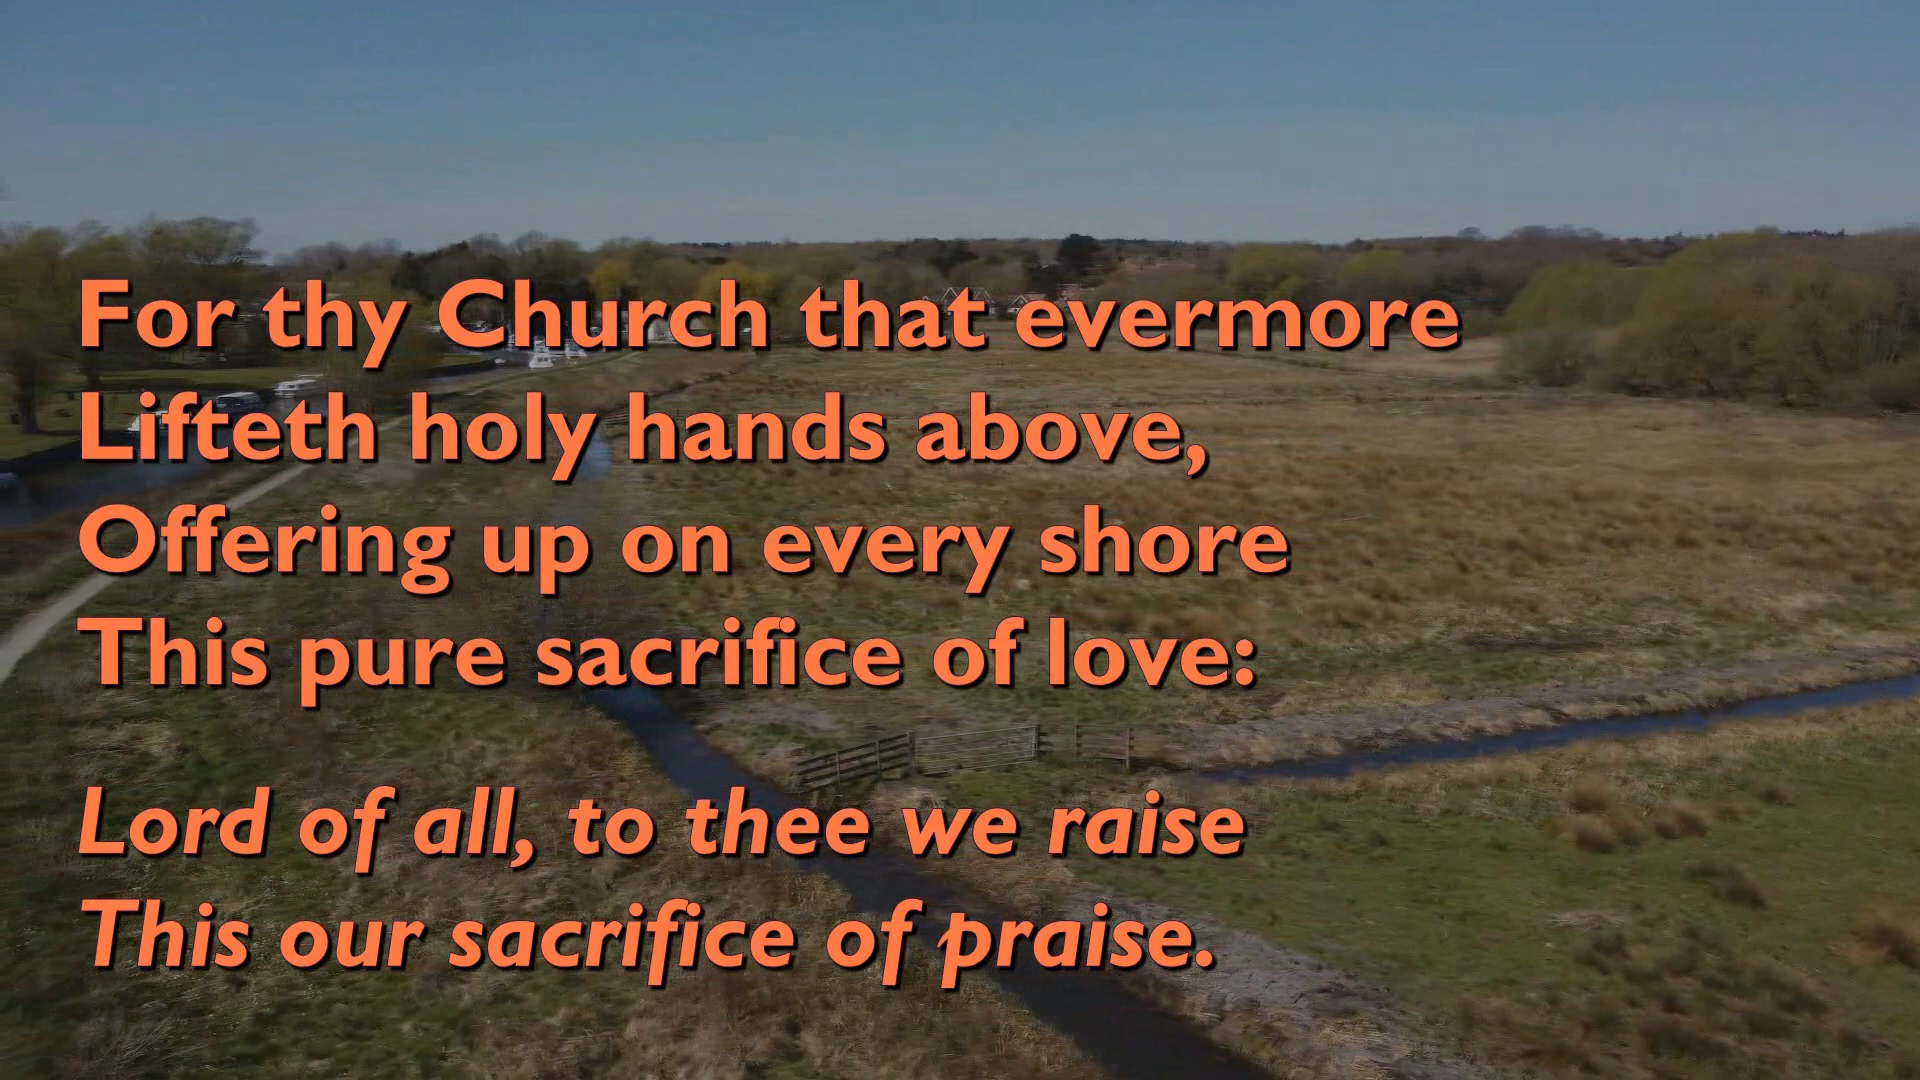 For thy Church that evermore
Lifteth holy hands above,
Offering up on every shore
This pure sacrifice of love:
Lord of all, to thee we raise
This our sacrifice of praise.